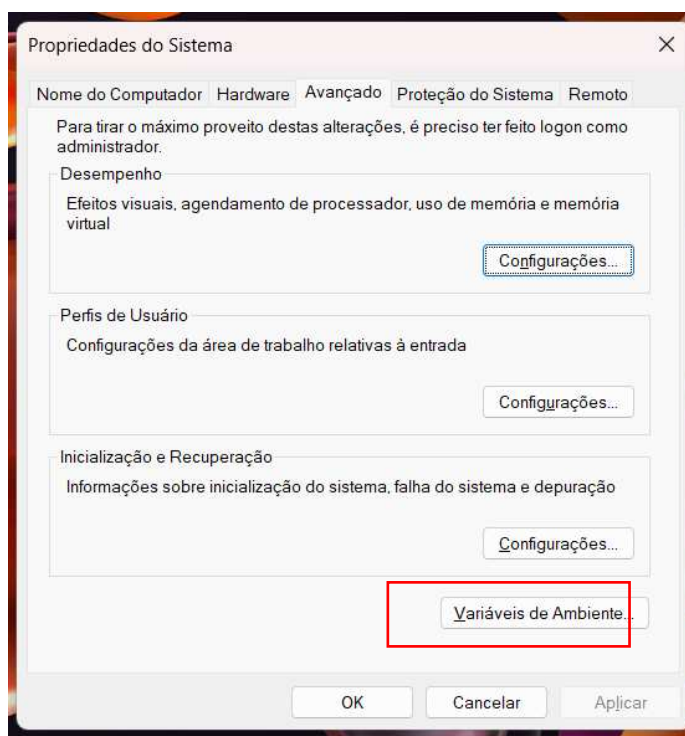 Propriedades do Sistema
Nome do Computador Hardware Avançado Proteção do Sistema Remoto
Para tirar o máximo proveito destas alterações, é preciso ter feito logon como
administrador.
Desempenho
Efeitos visuais, agendamento de processador, uso de memória e memória
virtual
Configurações...
Perfis de Usuário
Configurações da área de trabalho relativas à entrada
Configurações...
Inicialização e Recuperação
Informações sobre inicialização do sistema, falha do sistema e depuração
Configurações...
Variáveis de Ambiente...
OK Cancelar Aplicar